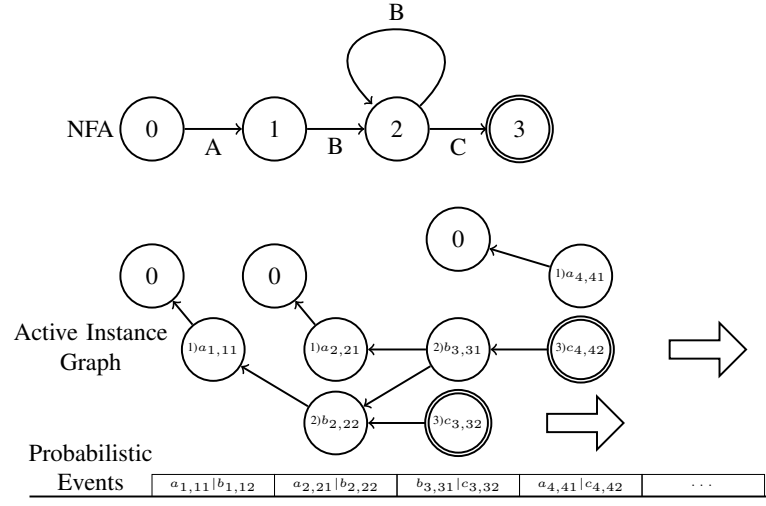 B
NFA 0 1 2 3
A B C
0
0 0
1)a4,41
Active Instance
Graph
1)a1,11 1)a2,21 2)b3,31 3)c4,42
2)b2,22 3)c3,32
Probabilistic
Events
a1,11|b1,12 a2,21|b2,22 b3,31|c3,32 a4,41|c4,42 ...